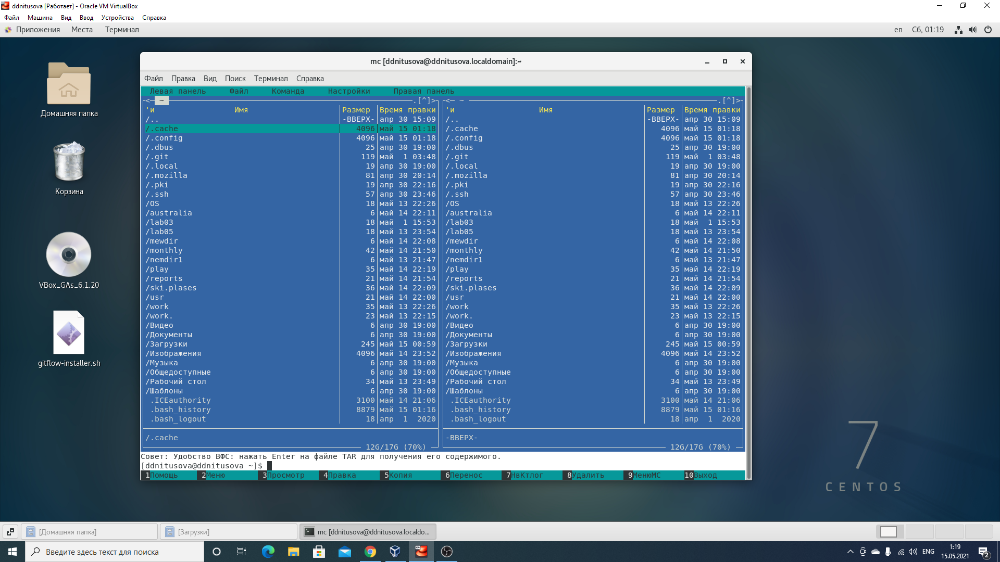 ddnitusova [Работает] - Oracle VM VirtualBox
Файл Машина Вид Ввод Устройства Справка
Приложения Места Терминал en Сб, 01:19
Домашняя папка
Корзина
VBox_GAs_6.1.20
gitflow-installer.sh
mc [ddnitusova@ddnitusova.localdomain]:~
Файл Правка Вид Поиск Терминал Справка
Левая панель Файл Команда Настройки Правая панель
<─ ~ .[^]> <─ ~ .[^]>
'и Имя Размер Время правки 'и Имя Размер Время правки
/.. -ВВЕРХ- апр 30 15:09 /.. -ВВЕРХ- апр 30 15:09
/.cache 4096 май 15 01:18 /.cache 4096 май 15 01:18
/.config 4096 май 15 01:18 /.config 4096 май 15 01:18
/.dbus 25 апр 30 19:00 /.dbus 25 апр 30 19:00
/.git 119 май 1 03:48 /.git 119 май 1 03:48
/.local 19 апр 30 19:00 /.local 19 апр 30 19:00
/.mozilla 81 апр 30 20:14 /.mozilla 81 апр 30 20:14
/.pki 19 апр 30 22:16 /.pki 19 апр 30 22:16
/.ssh 57 апр 30 23:46 /.ssh 57 апр 30 23:46
/OS 18 май 13 22:26 /OS 18 май 13 22:26
/australia 6 май 14 22:11 /australia 6 май 14 22:11
/lab03 18 май 1 15:53 /lab03 18 май 1 15:53
/lab05 18 май 13 23:54 /lab05 18 май 13 23:54
/mewdir 6 май 14 22:08 /mewdir 6 май 14 22:08
/monthly 42 май 14 21:50 /monthly 42 май 14 21:50
/nemdir1 6 май 13 21:47 /nemdir1 6 май 13 21:47
/play 35 май 14 22:19 /play 35 май 14 22:19
/reports 21 май 14 21:54 /reports 21 май 14 21:54
/ski.plases 36 май 14 22:09 /ski.plases 36 май 14 22:09
/usr 21 май 14 22:00 /usr 21 май 14 22:00
/work 35 май 13 22:26 /work 35 май 13 22:26
/work. 23 май 13 22:15 /work. 23 май 13 22:15
/Видео 6 апр 30 19:00 /Видео 6 апр 30 19:00
/Документы 6 апр 30 19:00 /Документы 6 апр 30 19:00
/Загрузки 245 май 15 00:59 /Загрузки 245 май 15 00:59
/Изображения 4096 май 14 23:52 /Изображения 4096 май 14 23:52
/Музыка 6 апр 30 19:00 /Музыка 6 апр 30 19:00
/Общедоступные 6 апр 30 19:00 /Общедоступные 6 апр 30 19:00
/Рабочий стол 34 май 13 23:49 /Рабочий стол 34 май 13 23:49
/Шаблоны 6 апр 30 19:00 /Шаблоны 6 апр 30 19:00
.ICEauthority 3100 май 14 21:06 .ICEauthority 3100 май 14 21:06
.bash_history 8879 май 15 01:16 .bash_history 8879 май 15 01:16
.bash_logout 18 апр 1 2020 .bash_logout 18 апр 1 2020
/.cache -ВВЕРХ-
12G/17G (70%) 12G/17G (70%)
Совет: Удобство ВФС: нажать Enter на файле TAR для получения его содержимого.
[ddnitusova@ddnitusova ~]$
1Помощь 2Меню 3Просмотр 4Правка 5Копия 6Перенос 7НвКтлог 8Удалить 9МенюMC 10Выход
7
CENTOS
[Домашняя папка] [Загрузки] mc [ddnitusova@ddnitusova.localdo...
Введите здесь текст для поиска ENG 1:19
15.05.2021 2